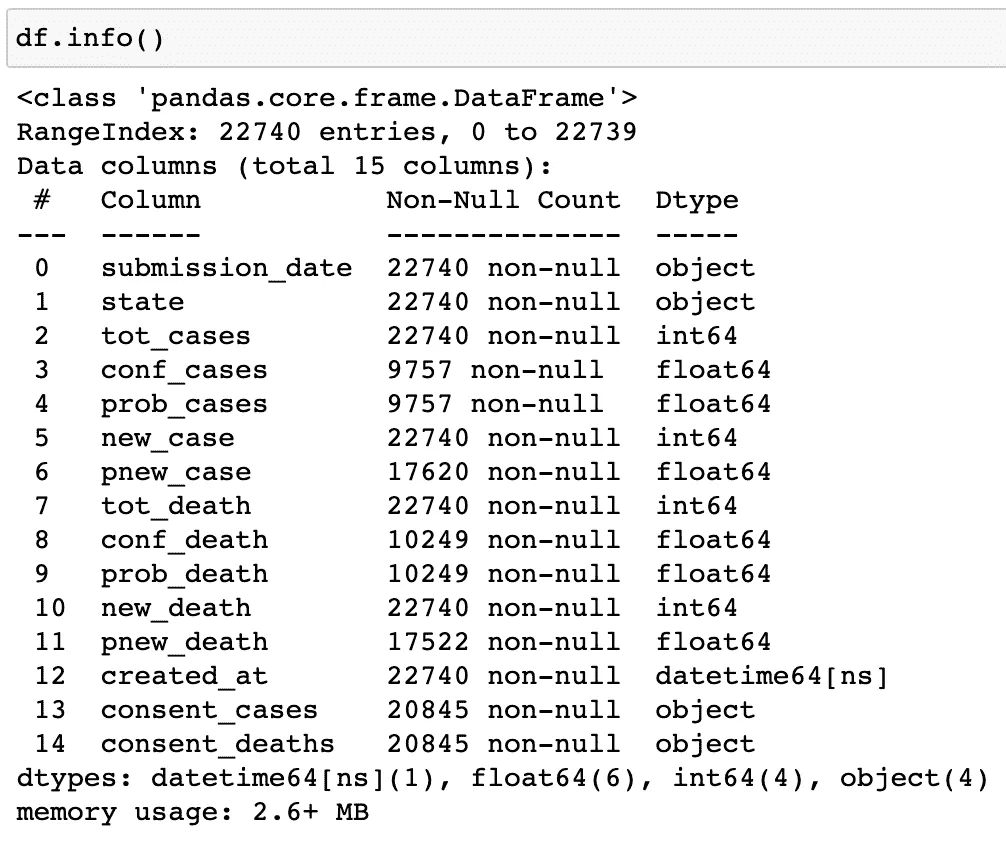 df.info()
<class 'pandas.core.frame.DataFrame'>
RangeIndex: 22740 entries, 0 to 22739
Data columns (total 15 columns):
 #   Column           Non-Null Count  Dtype
---  ------           --------------  -----
 0   submission_date  22740 non-null  object
 1   state            22740 non-null  object
 2   tot_cases        22740 non-null  int64
 3   conf_cases       9757 non-null   float64
 4   prob_cases       9757 non-null   float64
 5   new_case         22740 non-null  int64
 6   pnew_case        17620 non-null  float64
 7   tot_death        22740 non-null  int64
 8   conf_death       10249 non-null  float64
 9   prob_death       10249 non-null  float64
 10  new_death        22740 non-null  int64
 11  pnew_death       17522 non-null  float64
 12  created_at       22740 non-null  datetime64[ns]
 13  consent_cases    20845 non-null  object
 14  consent_deaths   20845 non-null  object
dtypes: datetime64[ns](1), float64(6), int64(4), object(4)
memory usage: 2.6+ MB